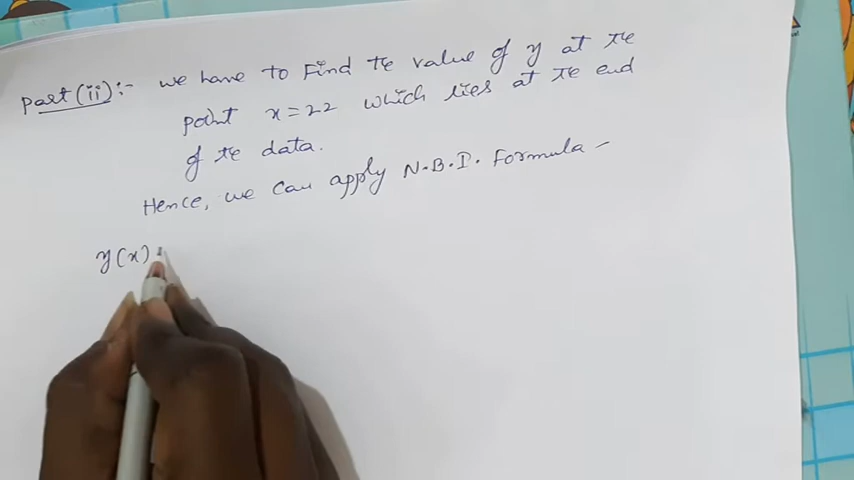 Part (ii):- we have to Find the value of y at the
point x = 22 which lies at the end
of the data.
Hence, we can apply N.B.I. Formula -
y(x)